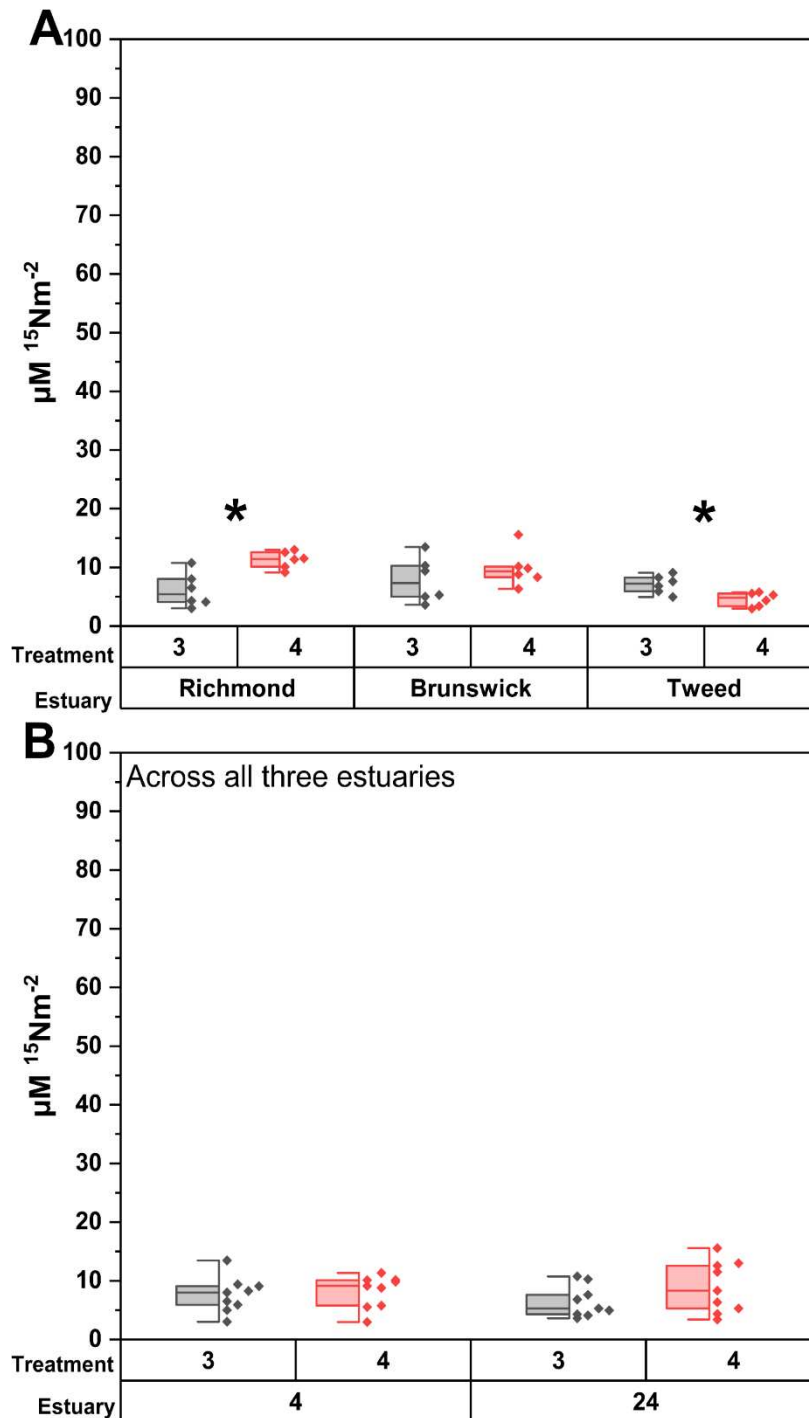 A
100
90
80
70
60
50
40
30
20
10
0
µM ¹⁵Nm⁻²
* *
Treatment 3 4 3 4 3 4
Estuary Richmond Brunswick Tweed
B
Across all three estuaries
100
90
80
70
60
50
40
30
20
10
0
µM ¹⁵Nm⁻²
Treatment 3 4 3 4
Estuary 4 24